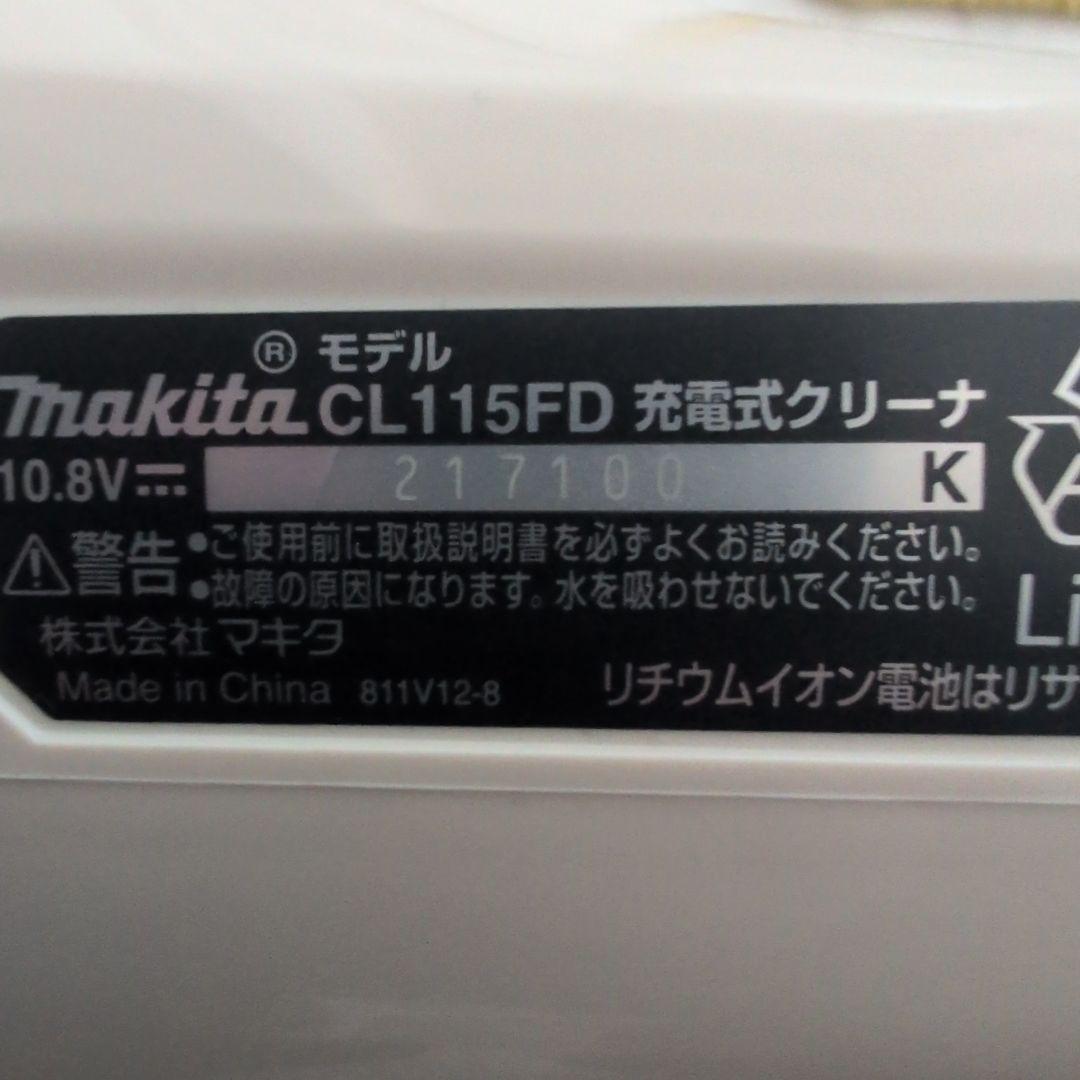 ® モデル
makita CL115FD 充電式クリーナ
10.8V 217100 K
警告 •ご使用前に取扱説明書を必ずよくお読みください。
•故障の原因になります。水を吸わせないでください。
株式会社マキタ
Made in China 811V12-8
Li
リチウムイオン電池はリサ